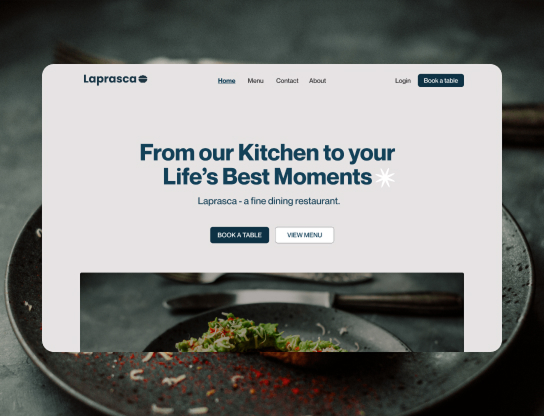 Laprasca
Home Menu Contact About
Login Book a table
From our Kitchen to your
Life's Best Moments
Laprasca - a fine dining restaurant.
BOOK A TABLE VIEW MENU